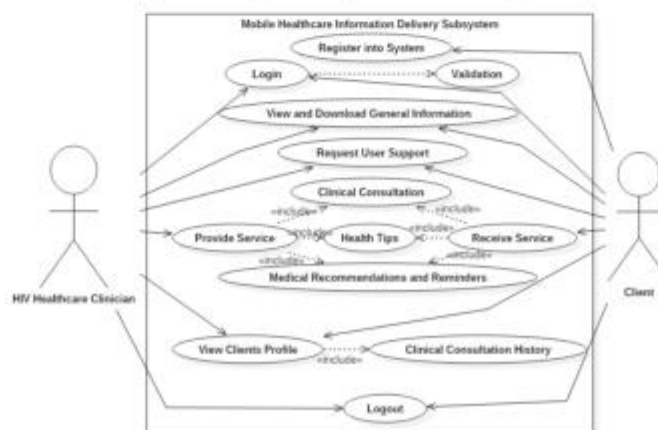 Mobile Healthcare Information Delivery Subsystem
Register into System
Login
Validation
View and Download General Information
Request User Support
Clinical Consultation
«include»
«include»
Provide Service
«include»
Health Tips
Receive Service
«include»
«include»
Medical Recommendations and Reminders
HIV Healthcare Clinician
Client
View Clients Profile
«include»
Clinical Consultation History
Logout